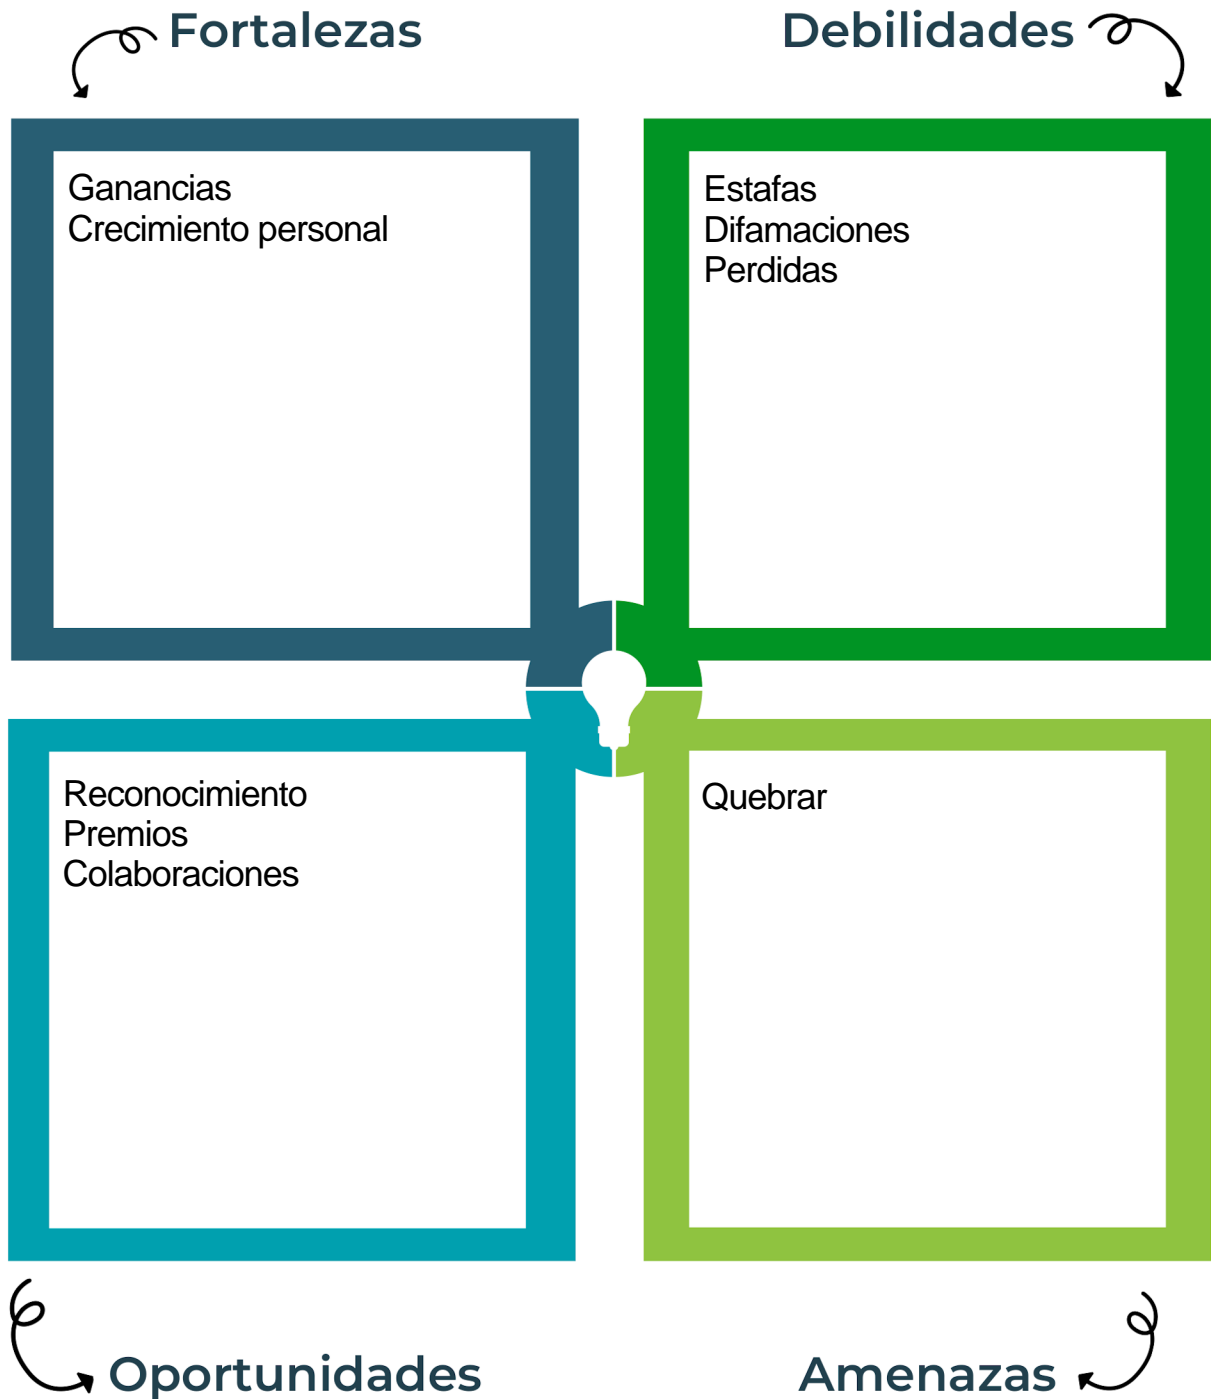 Fortalezas
Debilidades
Ganancias
Crecimiento personal
Estafas
Difamaciones
Perdidas
Reconocimiento
Premios
Colaboraciones
Quebrar
Oportunidades
Amenazas